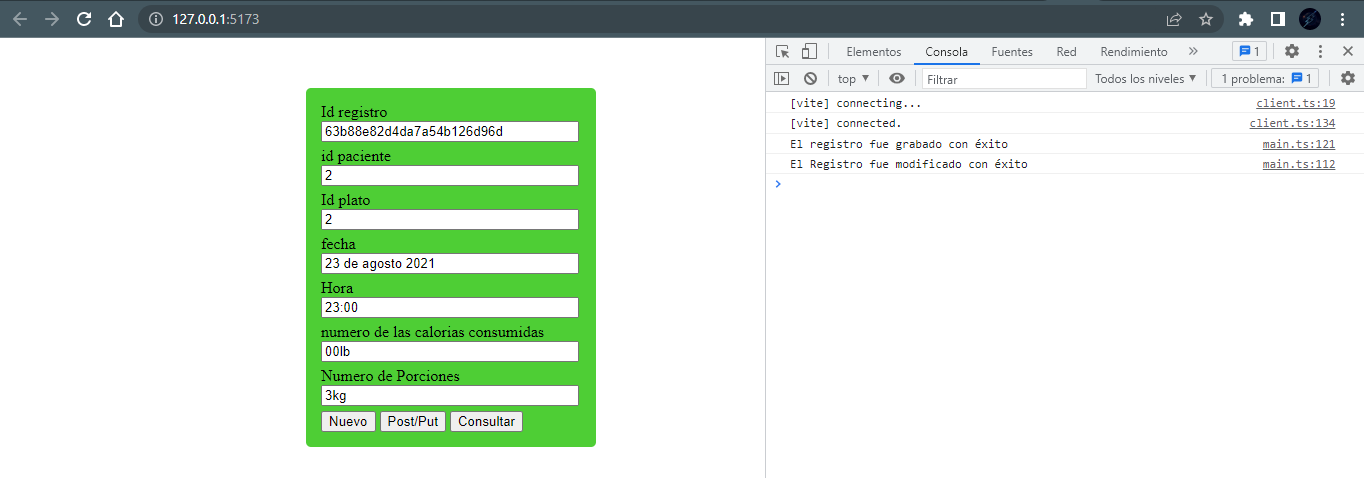 127.0.0.1:5173
Elementos Consola Fuentes Red Rendimiento » 1
top Filtrar Todos los niveles 1 problema: 1
Id registro
63b88e82d4da7a54b126d96d
id paciente
2
Id plato
2
fecha
23 de agosto 2021
Hora
23:00
numero de las calorias consumidas
00lb
Numero de Porciones
3kg
Nuevo Post/Put Consultar
[vite] connecting... client.ts:19
[vite] connected. client.ts:134
El registro fue grabado con éxito main.ts:121
El Registro fue modificado con éxito main.ts:112